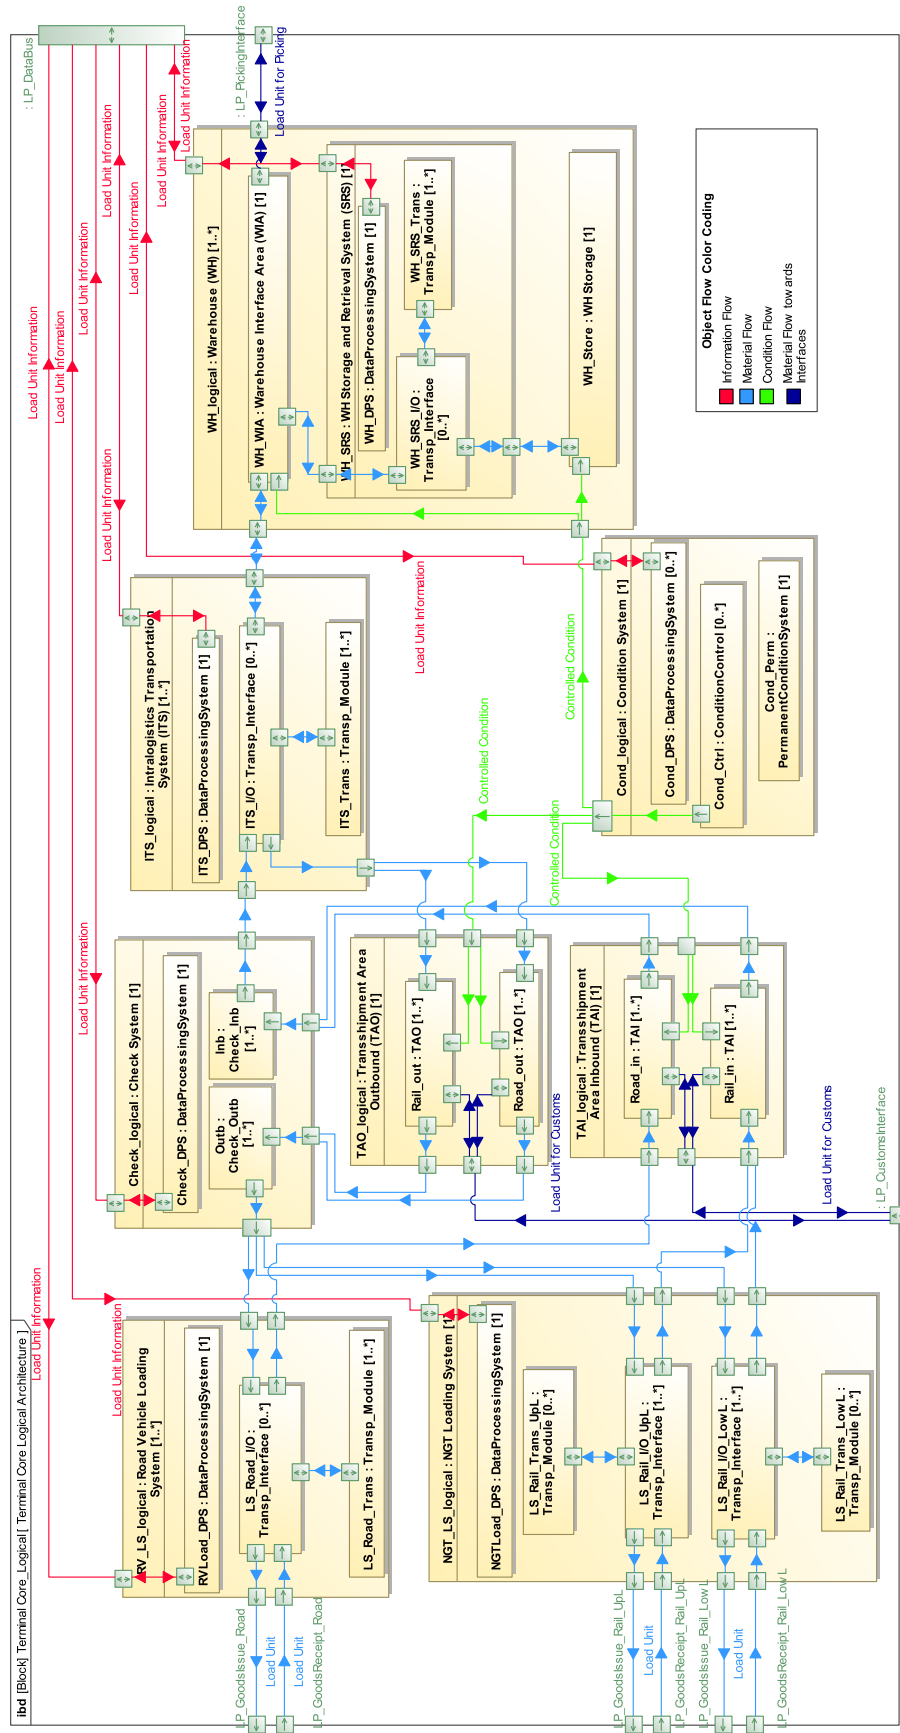 ibd [Block] Terminal Core_Logical [ Terminal Core Logical Architecture ]
: LP_DataBus
: LP_PickingInterface
Load Unit for Picking
Load Unit Information
Load Unit Information
Load Unit Information
Load Unit Information
Load Unit Information
Load Unit Information
Load Unit Information
WH_logical : Warehouse (WH) [1..*]
WH_WIA : Warehouse Interface Area (WIA) [1]
WH_SRS : WH Storage and Retrieval System (SRS) [1]
WH_DPS : DataProcessingSystem [1]
WH_SRS_Trans :
Transp_Module [1..*]
WH_SRS_I/O :
Transp_Interface
[0..*]
WH_Store : WH Storage [1]
Object Flow Color Coding
Information Flow
Material Flow
Condition Flow
Material Flow tow ards
Interfaces
Load Unit Information
Load Unit Information
ITS_logical : Intralogistics Transportation
System (ITS) [1..*]
ITS_DPS : DataProcessingSystem [1]
ITS_I/O : Transp_Interface [0..*]
ITS_Trans : Transp_Module [1..*]
Controlled Condition
Controlled Condition
Controlled Condition
Cond_logical : Condition System [1]
Cond_DPS : DataProcessingSystem [0..*]
Cond_Ctrl : ConditionControl [0..*]
Cond_Perm :
PermanentConditionSystem [1]
Load Unit Information
Check_logical : Check System [1]
Check_DPS : DataProcessingSystem [1]
Inb :
Check_Inb
[1..*]
Outb :
Check_Outb
[1..*]
TAO_logical : Transshipment Area
Outbound (TAO) [1]
Rail_out : TAO [1..*]
Road_out : TAO [1..*]
TAI_logical : Transshipment
Area Inbound (TAI) [1]
Road_in : TAI [1..*]
Rail_in : TAI [1..*]
Load Unit for Customs
Load Unit for Customs
: LP_CustomsInterface
Load Unit Information
Load Unit Information
RV_LS_logical : Road Vehicle Loading
System [1..*]
RVLoad_DPS : DataProcessingSystem [1]
LS_Road_I/O :
Transp_Interface [0..*]
LS_Road_Trans : Transp_Module [1..*]
NGT_LS_logical : NGT Loading System [1]
NGTLoad_DPS : DataProcessingSystem [1]
LS_Rail_Trans_UpL :
Transp_Module [0..*]
LS_Rail_I/O_UpL :
Transp_Interface [1..*]
LS_Rail_I/O_Low L :
Transp_Interface [1..*]
LS_Rail_Trans_Low L :
Transp_Module [0..*]
LP_GoodsIssue_Road
Load Unit
Load Unit
LP_GoodsReceipt_Road
LP_GoodsIssue_Rail_UpL
Load Unit
LP_GoodsReceipt_Rail_UpL
LP_GoodsIssue_Rail_Low L
Load Unit
LP_GoodsReceipt_Rail_Low L